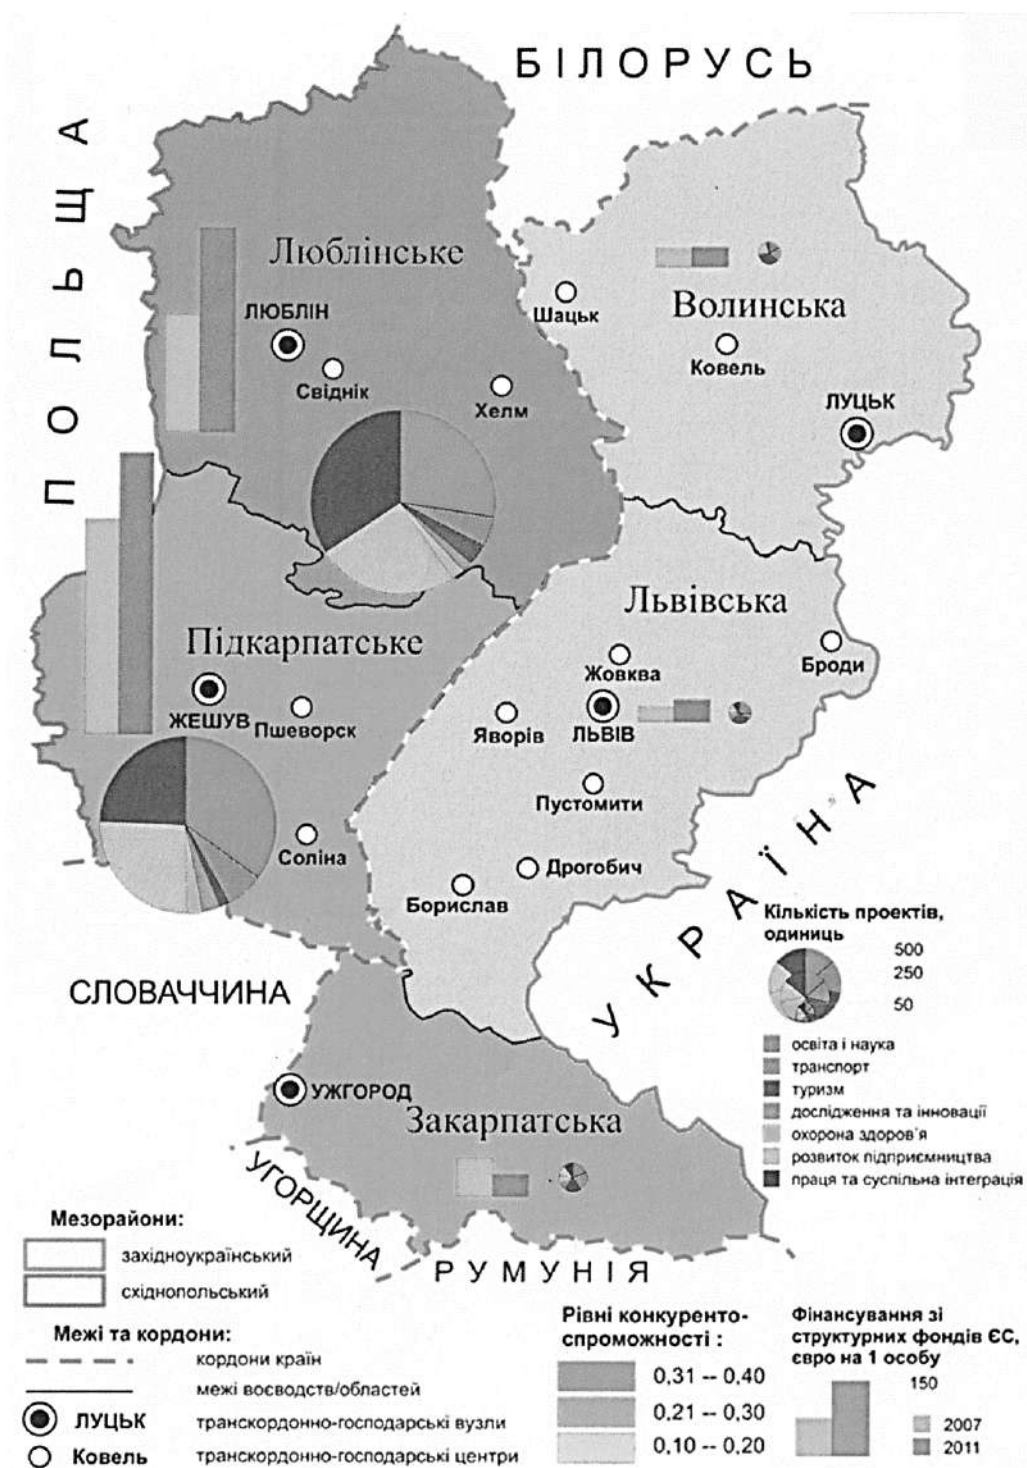 БІЛОРУСЬ
ПОЛЬЩА
Люблінське
ЛЮБЛІН
Свіднік
Хелм
Шацьк
Волинська
Ковель
ЛУЦЬК
Підкарпатське
ЖЕШУВ
Пшеворск
Соліна
Львівська
Жовква
Броди
Яворів
ЛЬВІВ
Пустомити
Дрогобич
Борислав
УКРАЇНА
СЛОВАЧЧИНА
УЖГОРОД
Закарпатська
УГОРЩИНА
РУМУНІЯ
Кількість проектів,
одиниць
500
250
50
освіта і наука
транспорт
туризм
дослідження та інновації
охорона здоров'я
розвиток підприємництва
праця та суспільна інтеграція
Мезорайони:
західноукраїнський
східнопольський
Межі та кордони:
кордони країн
межі восводств/областей
ЛУЦЬК транскордонно-господарські вузли
Ковель транскордонно-господарські центри
Рівні конкуренто-
спроможності :
0,31 -- 0,40
0,21 -- 0,30
0,10 -- 0,20
Фінансування зі
структурних фондів ЄС,
євро на 1 особу
150
2007
2011